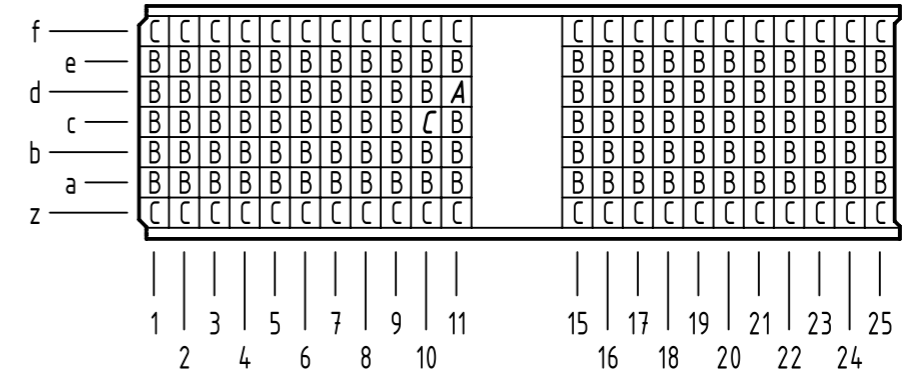 f C C C C C C C C C C C C C C C C C C C C C C
e B B B B B B B B B B B B B B B B B B B B B B
d B B B B B B B B B B A B B B B B B B B B B B
c B B B B B B B B B C B B B B B B B B B B B B
b B B B B B B B B B B B B B B B B B B B B B B
a B B B B B B B B B B B B B B B B B B B B B B
z C C C C C C C C C C C C C C C C C C C C C C
1 3 5 7 9 11 15 17 19 21 23 25
2 4 6 8 10 16 18 20 22 24